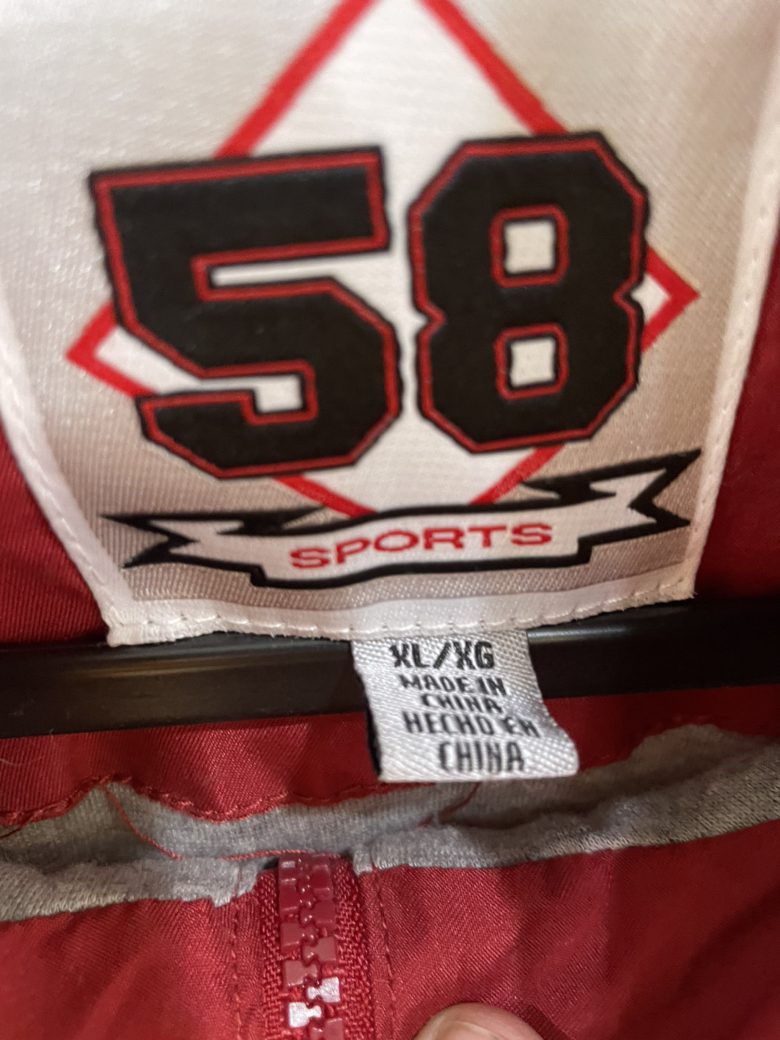 58
SPORTS
XL/XG
MADE IN
CHINA
HECHO EN
CHINA